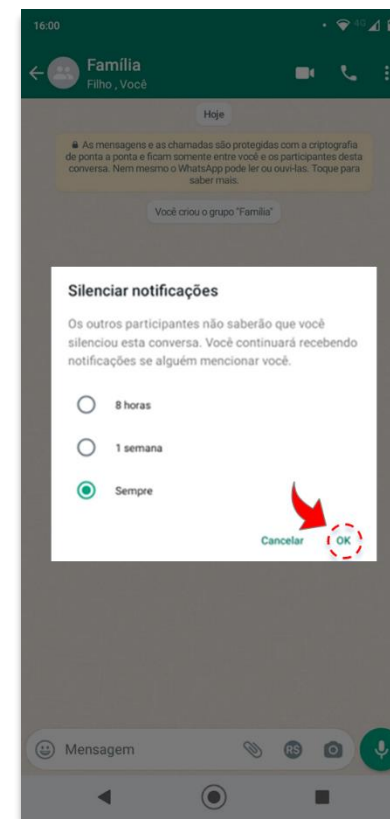 16:00
4G
Família
Filho , Você
Hoje
As mensagens e as chamadas são protegidas com a criptografia
de ponta a ponta e ficam somente entre você e os participantes desta
conversa. Nem mesmo o WhatsApp pode ler ou ouvi-las. Toque para
saber mais.
Você criou o grupo "Família"
Silenciar notificações
Os outros participantes não saberão que você
silenciou esta conversa. Você continuará recebendo
notificações se alguém mencionar você.
8 horas
1 semana
Sempre
Cancelar
OK
Mensagem
RS